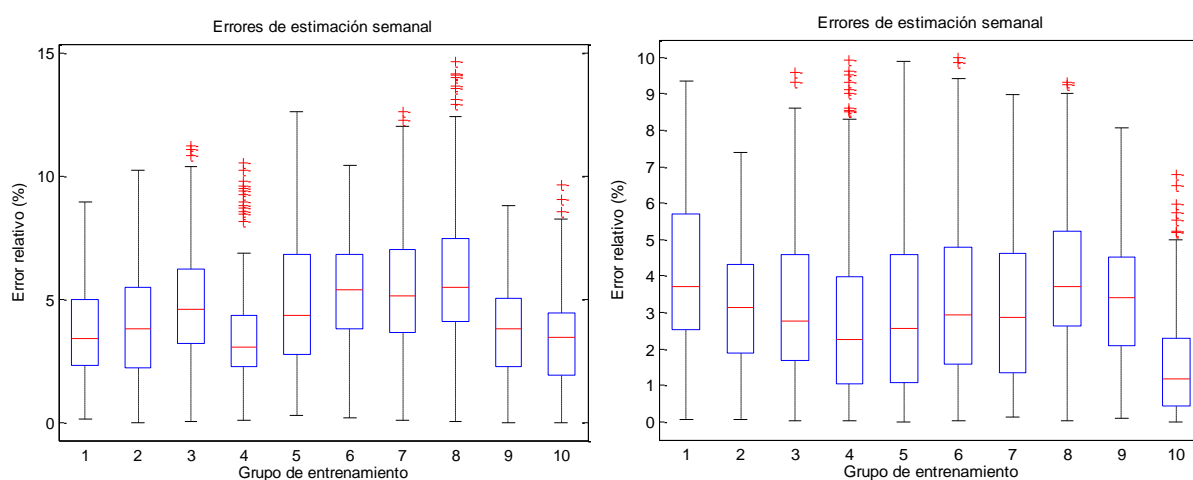 Errores de estimación semanal
15
10
5
0
Error relativo (%)
1 2 3 4 5 6 7 8 9 10
Grupo de entrenamiento
Errores de estimación semanal
10
9
8
7
6
5
4
3
2
1
0
Error relativo (%)
1 2 3 4 5 6 7 8 9 10
Grupo de entrenamiento